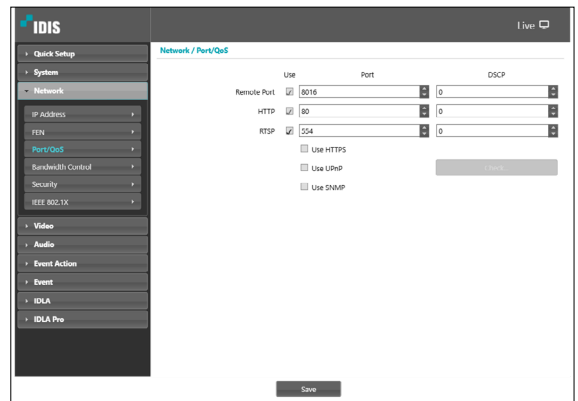 IDIS
Live
Quick Setup
System
Network
IP Address
FEN
Port/QoS
Bandwidth Control
Security
IEEE 802.1X
Video
Audio
Event Action
Event
IDLA
IDLA Pro
Network / Port/QoS
Use Port DSCP
Remote Port 8016 0
HTTP 80 0
RTSP 554 0
Use HTTPS
Use UPnP
Use SNMP
Save